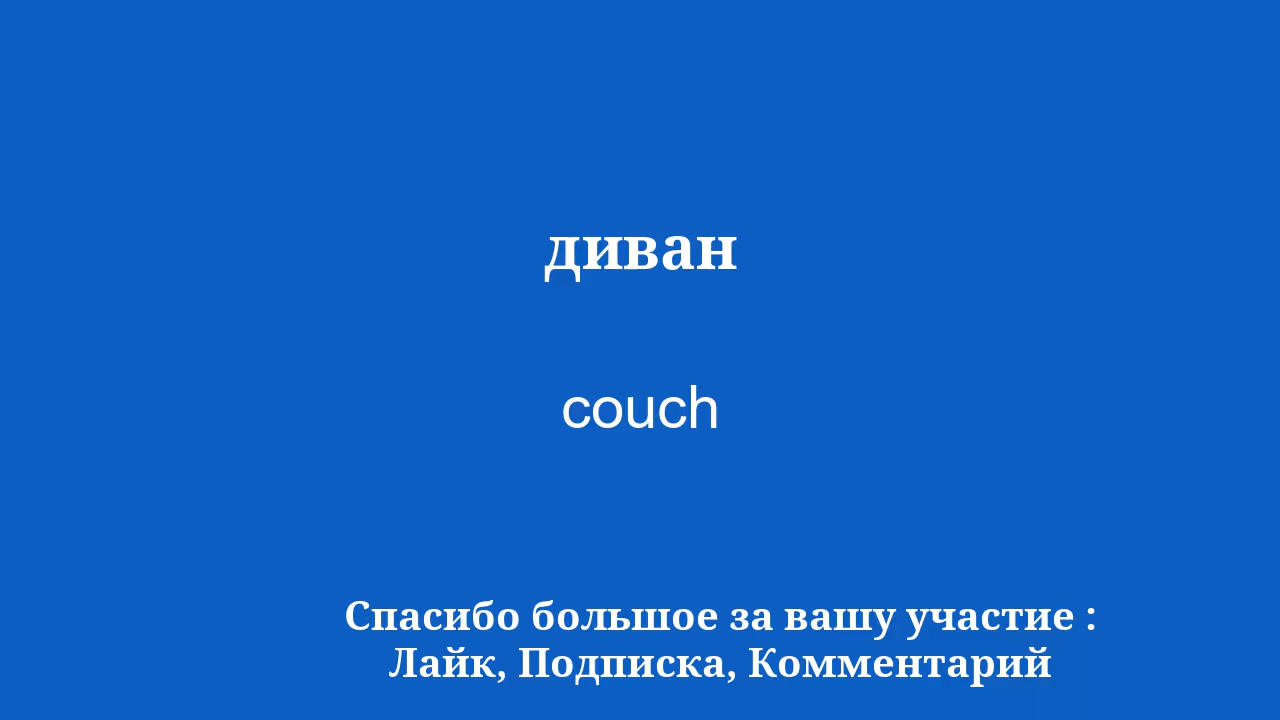 диван
couch
Спасибо большое за вашу участие :
Лайк, Подписка, Комментарий